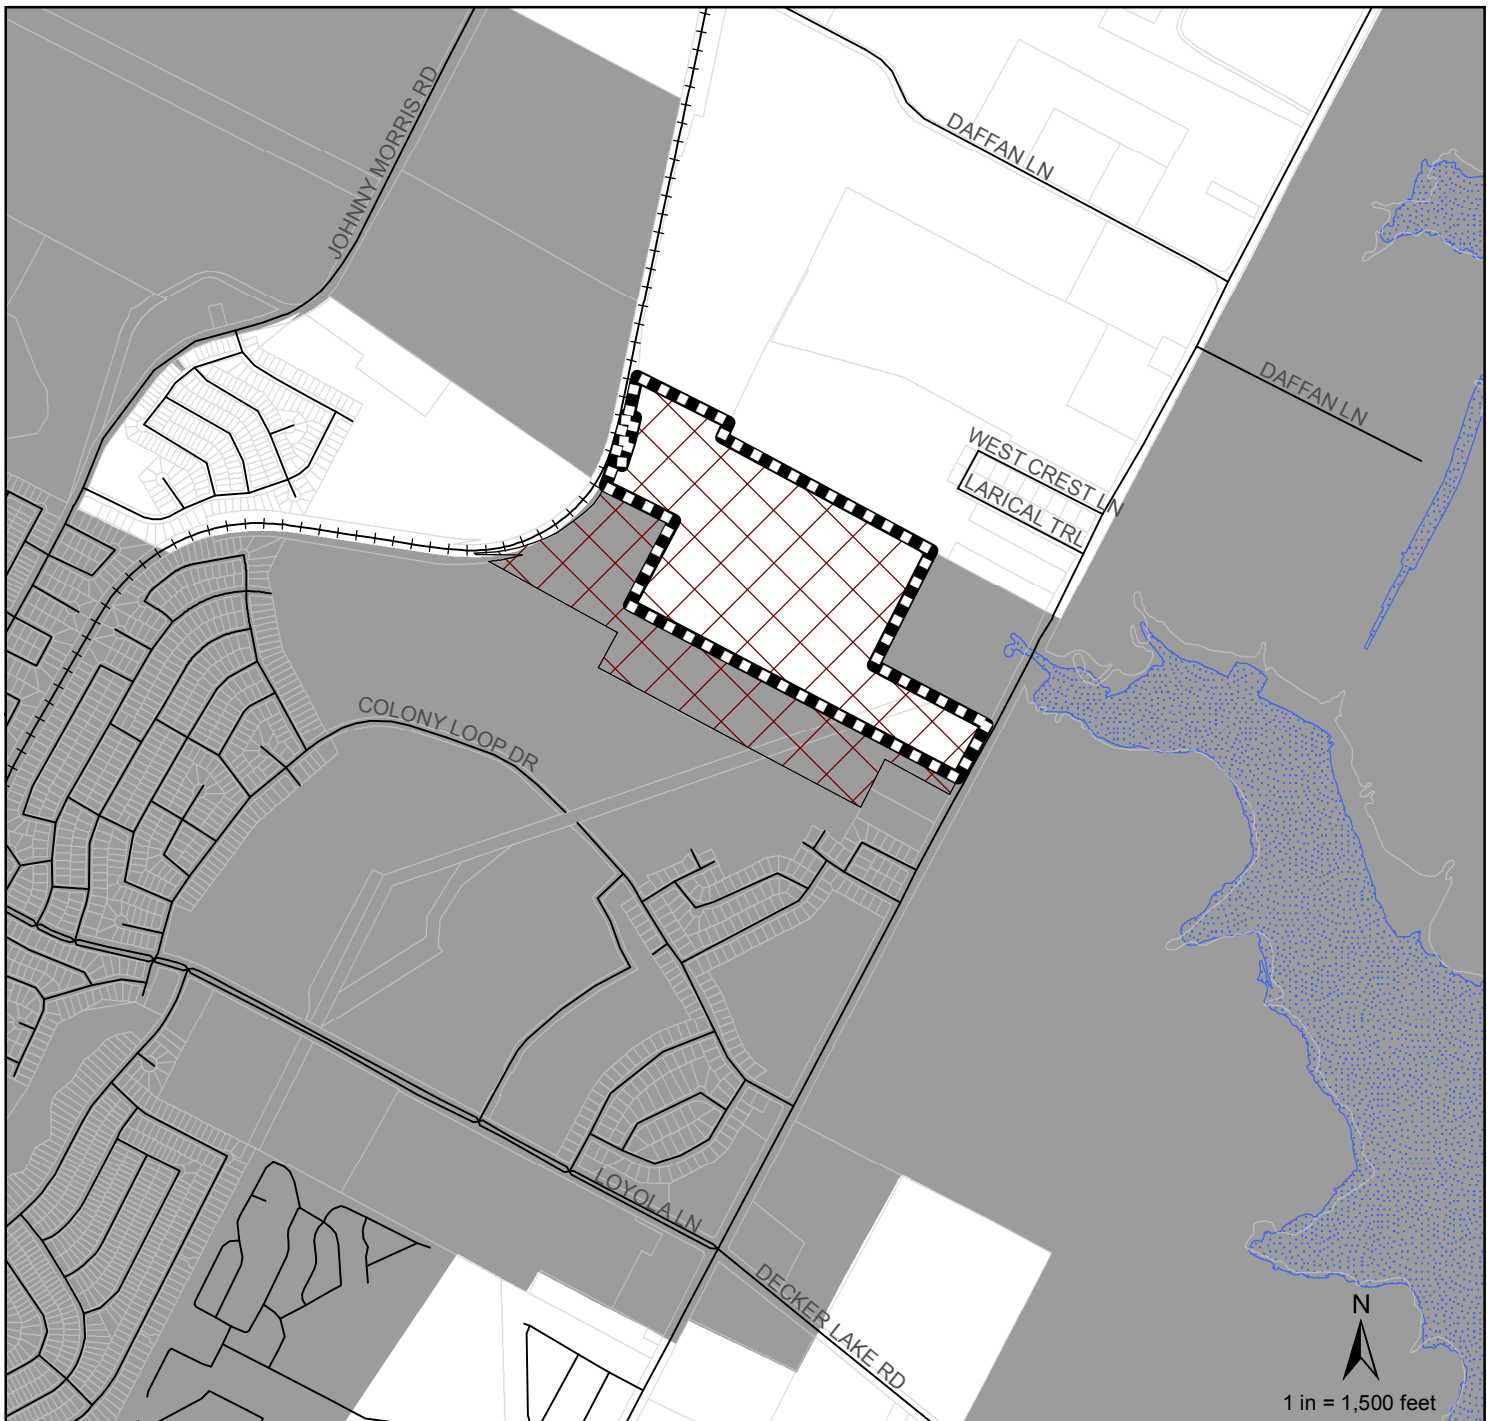 JOHNNY MORRIS RD
DAFFAN LN
DAFFAN LN
WEST CREST LN
LARICAL TRL
COLONY LOOP DR
LOYOLA LN
DECKER LAKE RD
N
1 in = 1,500 feet